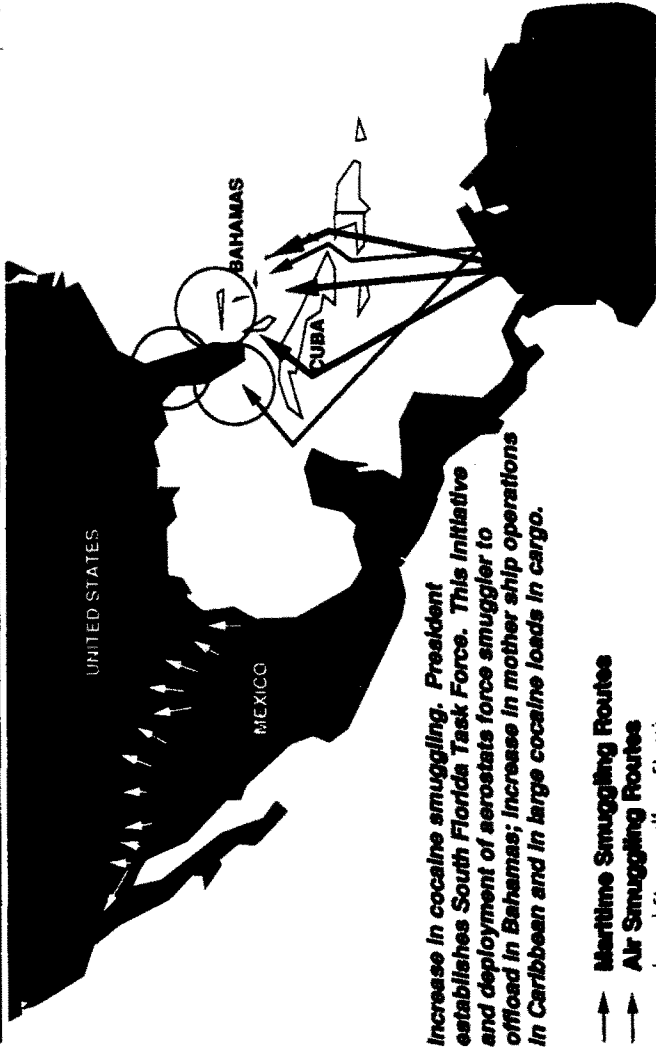 UNITED STATES
MEXICO
BAHAMAS
CUBA
Increase in cocaine smuggling. President
establishes South Florida Task Force. This initiative
and deployment of aerostats force smuggler to
offload in Bahamas; increase in mother ship operations
in Caribbean and in large cocaine loads in cargo.
Maritime Smuggling Routes
Air Smuggling Routes